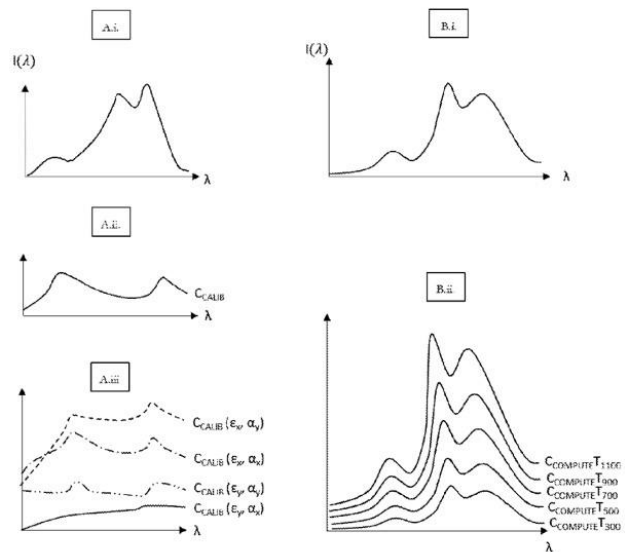 A.i.
I(λ)
λ
A.ii.
C_CALIB
λ
A.iii
C_CALIB (ε_x, α_y)
C_CALIB (ε_x, α_x)
C_CALIB (ε_y, α_y)
C_CALIB (ε_y, α_x)
λ
B.i.
I(λ)
λ
B.ii.
C_COMPUTE T_1100
C_COMPUTE T_900
C_COMPUTE T_700
C_COMPUTE T_500
C_COMPUTE T_300
λ